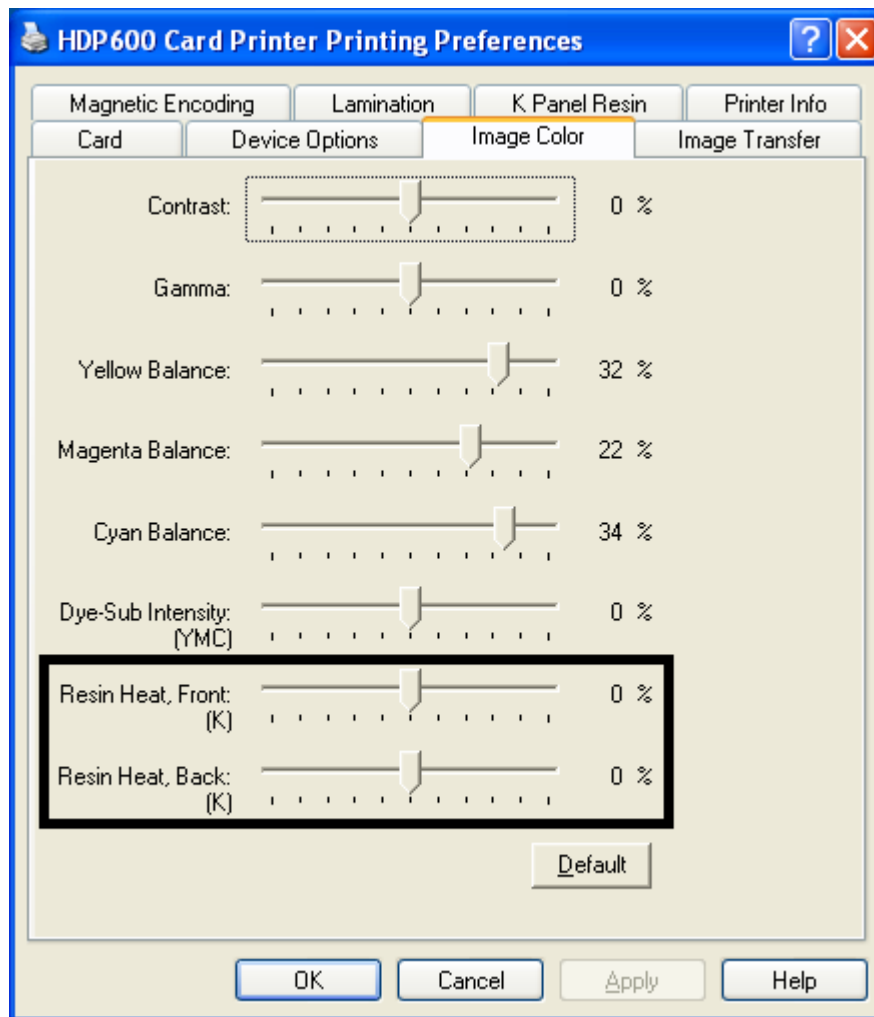 HDP600 Card Printer Printing Preferences
Magnetic Encoding Lamination K Panel Resin Printer Info
Card Device Options Image Color Image Transfer
Contrast: 0 %
Gamma: 0 %
Yellow Balance: 32 %
Magenta Balance: 22 %
Cyan Balance: 34 %
Dye-Sub Intensity: 0 %
(YMC)
Resin Heat, Front: 0 %
(K)
Resin Heat, Back: 0 %
(K)
Default
OK Cancel Apply Help